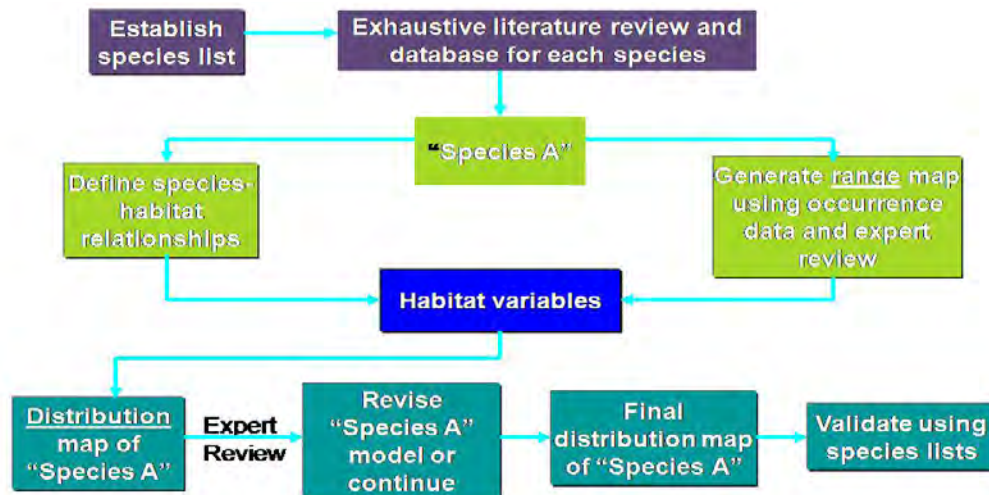 Establish
species list
Exhaustive literature review and
database for each species
“Species A”
Define species-
habitat
relationships
Generate range map
using occurrence
data and expert
review
Habitat variables
Distribution
map of
“Species A”
Expert
Review
Revise
“Species A”
model or
continue
Final
distribution map
of “Species A”
Validate using
species lists